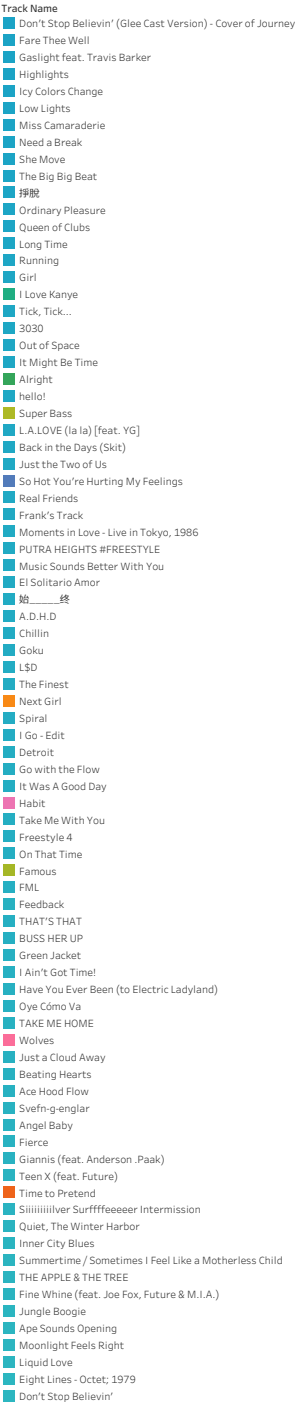 Track Name
Don't Stop Believin' (Glee Cast Version) - Cover of Journey
Fare Thee Well
Gaslight feat. Travis Barker
Highlights
Icy Colors Change
Low Lights
Miss Camaraderie
Need a Break
She Move
The Big Big Beat
掙脫
Ordinary Pleasure
Queen of Clubs
Long Time
Running
Girl
I Love Kanye
Tick, Tick...
3030
Out of Space
It Might Be Time
Alright
hello!
Super Bass
L.A.LOVE (la la) [feat. YG]
Back in the Days (Skit)
Just the Two of Us
So Hot You're Hurting My Feelings
Real Friends
Frank's Track
Moments in Love - Live in Tokyo, 1986
PUTRA HEIGHTS #FREESTYLE
Music Sounds Better With You
El Solitario Amor
始______终
A.D.H.D
Chillin
Goku
L$D
The Finest
Next Girl
Spiral
I Go - Edit
Detroit
Go with the Flow
It Was A Good Day
Habit
Take Me With You
Freestyle 4
On That Time
Famous
FML
Feedback
THAT'S THAT
BUSS HER UP
Green Jacket
I Ain't Got Time!
Have You Ever Been (to Electric Ladyland)
Oye Cómo Va
TAKE ME HOME
Wolves
Just a Cloud Away
Beating Hearts
Ace Hood Flow
Svefn-g-englar
Angel Baby
Fierce
Giannis (feat. Anderson .Paak)
Teen X (feat. Future)
Time to Pretend
Siiiiiiiiilver Surffffeeeeer Intermission
Quiet, The Winter Harbor
Inner City Blues
Summertime / Sometimes I Feel Like a Motherless Child
THE APPLE & THE TREE
Fine Whine (feat. Joe Fox, Future & M.I.A.)
Jungle Boogie
Ape Sounds Opening
Moonlight Feels Right
Liquid Love
Eight Lines - Octet; 1979
Don't Stop Believin'